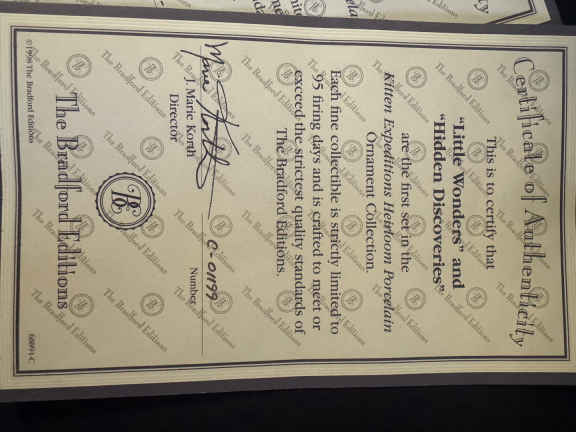 Certificate of Authenticity
This is to certify that
“Little Wonders” and
“Hidden Discoveries”
are the first set in the
Kitten Expeditions Heirloom Porcelain
Ornament Collection.
Each fine collectible is strictly limited to
95 firing days and is crafted to meet or
exceed the strictest quality standards of
The Bradford Editions.
J. Marie Korth
Director
C-01199
Number
The Bradford Editions
©1998 The Bradford Editions